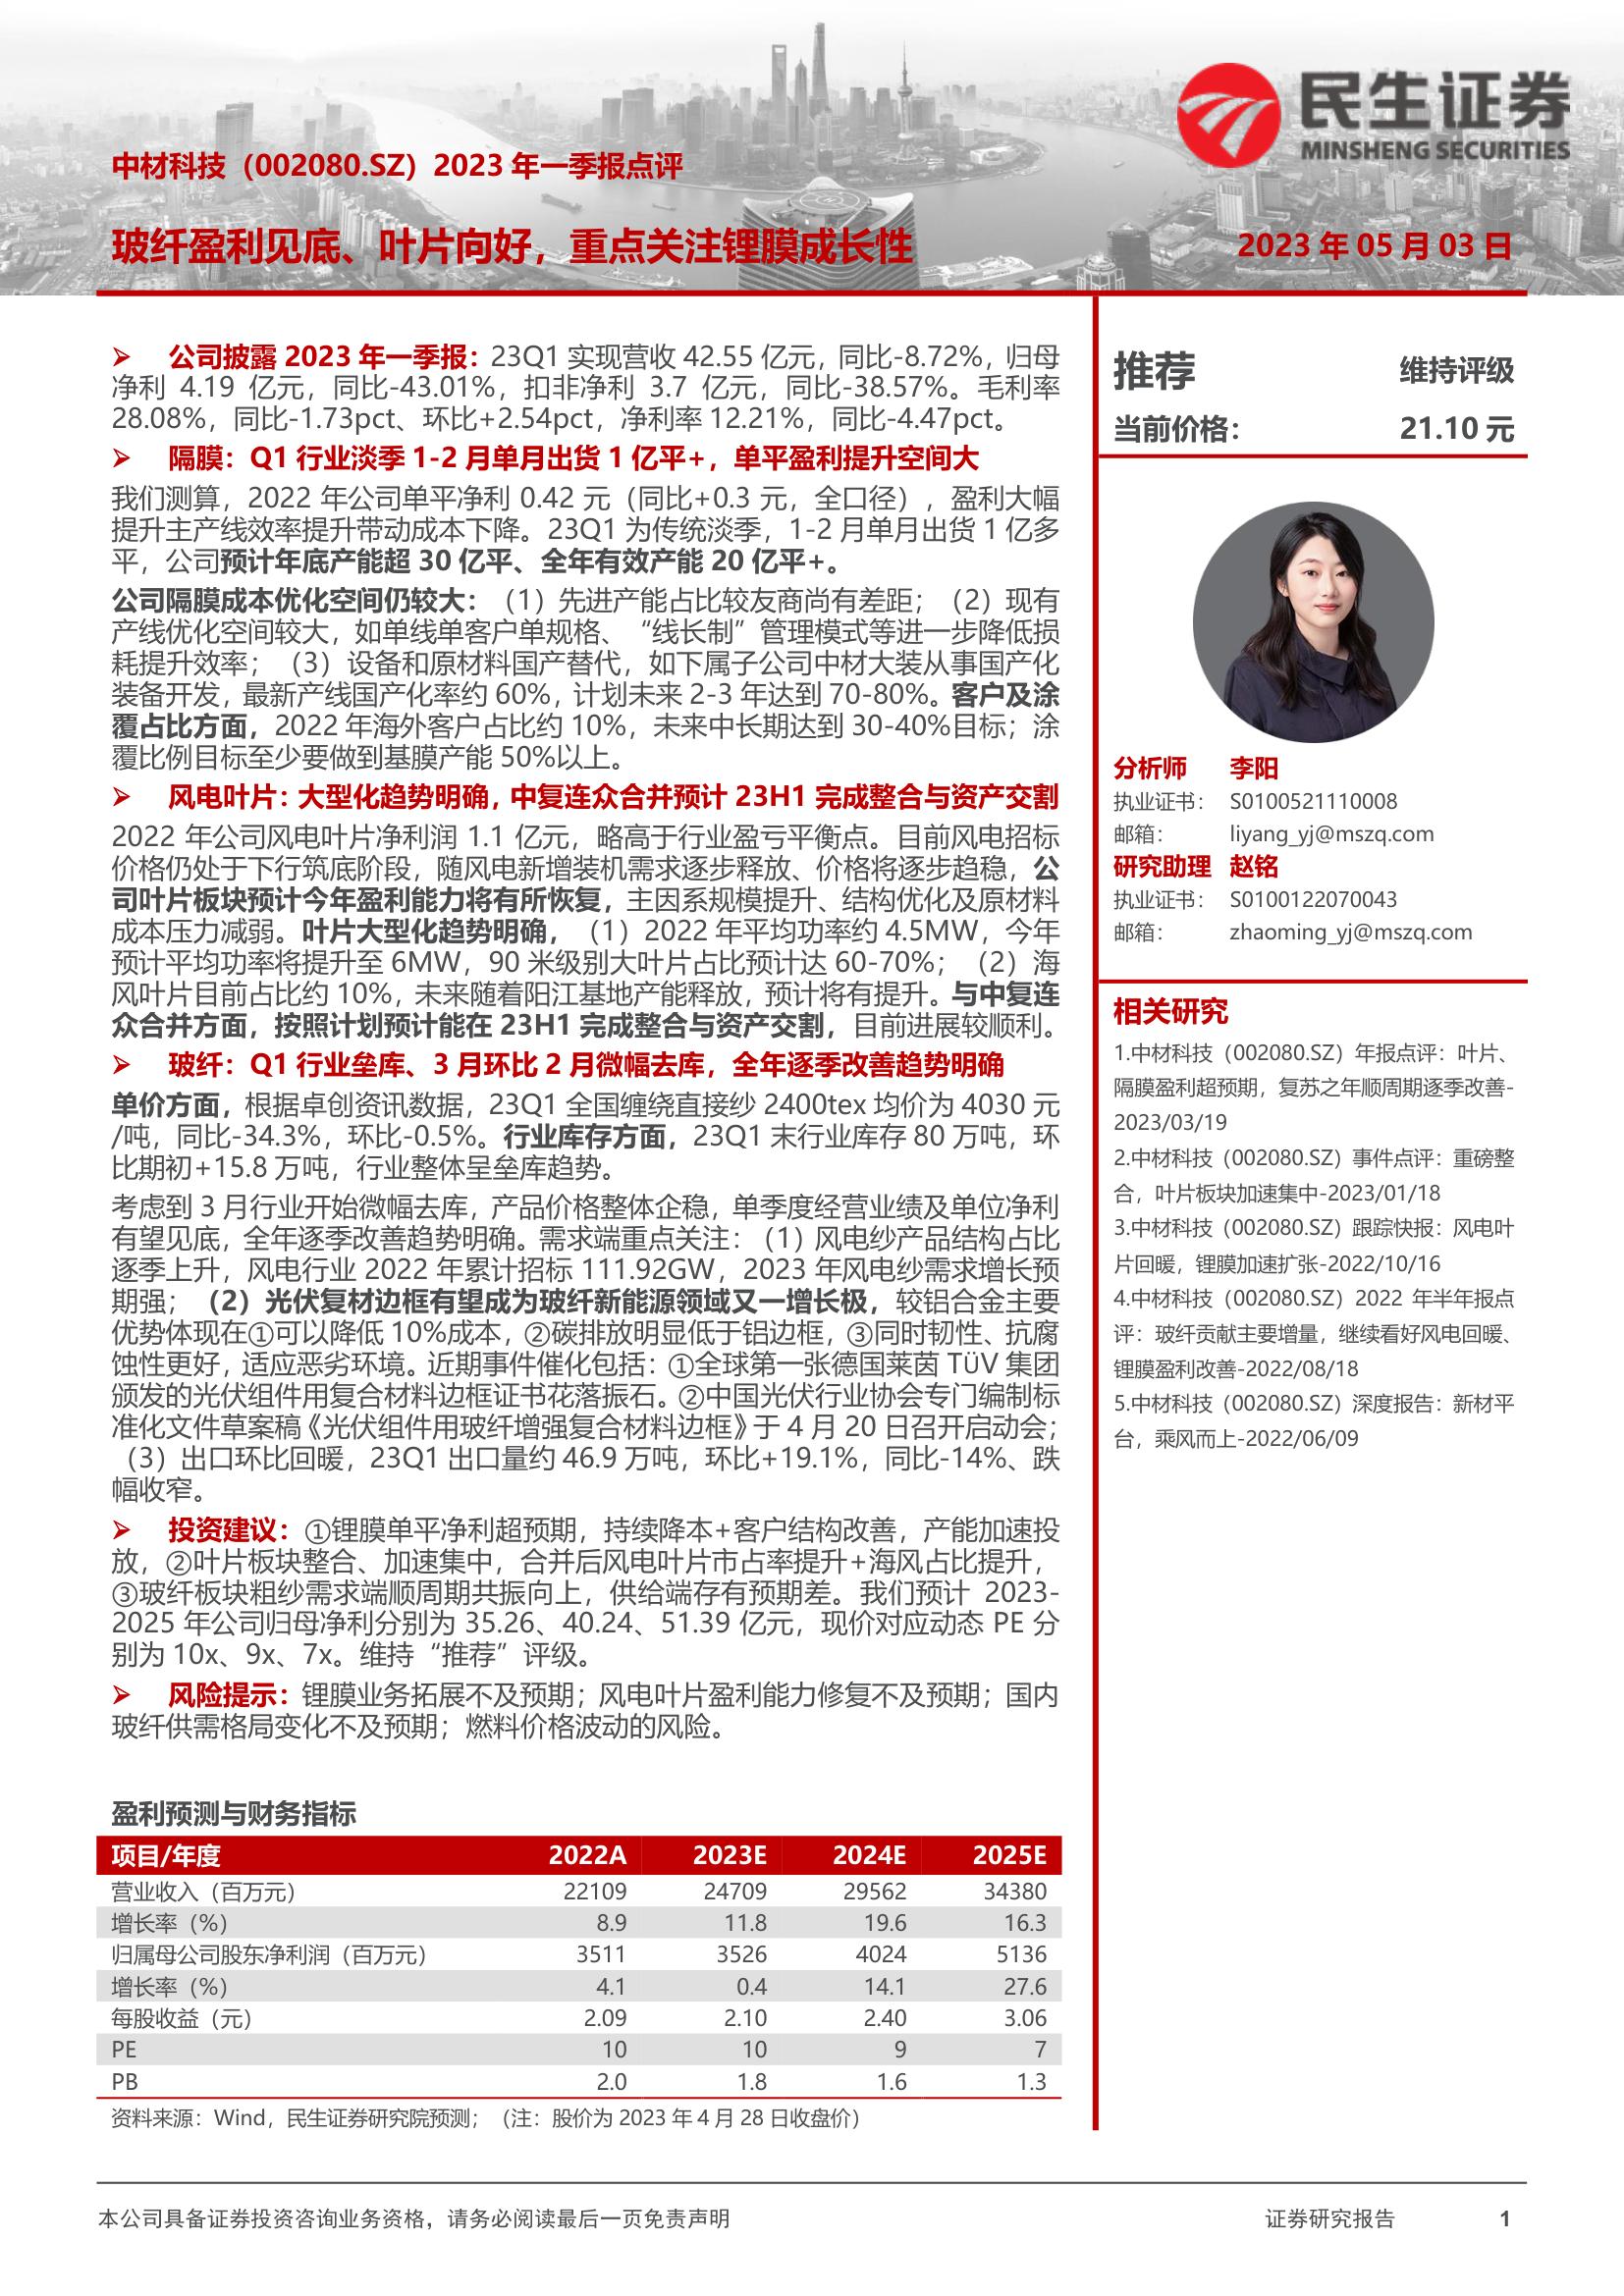 民生证券
MINSHENG SECURITIES
中材科技（002080.SZ）2023 年一季报点评
玻纤盈利见底、叶片向好，重点关注锂膜成长性
2023 年 05 月 03 日
➢ 公司披露 2023 年一季报：23Q1 实现营收 42.55 亿元，同比-8.72%，归母
净利 4.19 亿元，同比-43.01%，扣非净利 3.7 亿元，同比-38.57%。毛利率
28.08%，同比-1.73pct、环比+2.54pct，净利率 12.21%，同比-4.47pct。
➢ 隔膜：Q1 行业淡季 1-2 月单月出货 1 亿平+，单平盈利提升空间大
我们测算，2022 年公司单平净利 0.42 元（同比+0.3 元，全口径），盈利大幅
提升主产线效率提升带动成本下降。23Q1 为传统淡季，1-2 月单月出货 1 亿多
平，公司预计年底产能超 30 亿平、全年有效产能 20 亿平+。
公司隔膜成本优化空间仍较大：（1）先进产能占比较友商尚有差距；（2）现有
产线优化空间较大，如单线单客户单规格、“线长制”管理模式等进一步降低损
耗提升效率；（3）设备和原材料国产替代，如下属子公司中材大装从事国产化
装备开发，最新产线国产化率约 60%，计划未来 2-3 年达到 70-80%。客户及涂
覆占比方面，2022 年海外客户占比约 10%，未来中长期达到 30-40%目标；涂
覆比例目标至少要做到基膜产能 50%以上。
➢ 风电叶片：大型化趋势明确，中复连众合并预计 23H1 完成整合与资产交割
2022 年公司风电叶片净利润 1.1 亿元，略高于行业盈亏平衡点。目前风电招标
价格仍处于下行筑底阶段，随风电新增装机需求逐步释放、价格将逐步趋稳，公
司叶片板块预计今年盈利能力将有所恢复，主因系规模提升、结构优化及原材料
成本压力减弱。叶片大型化趋势明确，（1）2022 年平均功率约 4.5MW，今年
预计平均功率将提升至 6MW，90 米级别大叶片占比预计达 60-70%；（2）海
风叶片目前占比约 10%，未来随着阳江基地产能释放，预计将有提升。与中复连
众合并方面，按照计划预计能在 23H1 完成整合与资产交割，目前进展较顺利。
➢ 玻纤：Q1 行业垒库、3 月环比 2 月微幅去库，全年逐季改善趋势明确
单价方面，根据卓创资讯数据，23Q1 全国缠绕直接纱 2400tex 均价为 4030 元
/吨，同比-34.3%，环比-0.5%。行业库存方面，23Q1 末行业库存 80 万吨，环
比期初+15.8 万吨，行业整体呈垒库趋势。
考虑到 3 月行业开始微幅去库，产品价格整体企稳，单季度经营业绩及单位净利
有望见底，全年逐季改善趋势明确。需求端重点关注：（1）风电纱产品结构占比
逐季上升，风电行业 2022 年累计招标 111.92GW，2023 年风电纱需求增长预
期强；（2）光伏复材边框有望成为玻纤新能源领域又一增长极，较铝合金主要
优势体现在①可以降低 10%成本，②碳排放明显低于铝边框，③同时韧性、抗腐
蚀性更好，适应恶劣环境。近期事件催化包括：①全球第一张德国莱茵 TÜV 集团
颁发的光伏组件用复合材料边框证书花落振石。②中国光伏行业协会专门编制标
准化文件草案稿《光伏组件用玻纤增强复合材料边框》于 4 月 20 日召开启动会；
（3）出口环比回暖，23Q1 出口量约 46.9 万吨，环比+19.1%，同比-14%、跌
幅收窄。
➢ 投资建议：①锂膜单平净利超预期，持续降本+客户结构改善，产能加速投
放，②叶片板块整合、加速集中，合并后风电叶片市占率提升+海风占比提升，
③玻纤板块粗纱需求端顺周期共振向上，供给端存有预期差。我们预计 2023-
2025 年公司归母净利分别为 35.26、40.24、51.39 亿元，现价对应动态 PE 分
别为 10x、9x、7x。维持“推荐”评级。
➢ 风险提示：锂膜业务拓展不及预期；风电叶片盈利能力修复不及预期；国内
玻纤供需格局变化不及预期；燃料价格波动的风险。
盈利预测与财务指标
项目/年度 2022A 2023E 2024E 2025E
营业收入（百万元） 22109 24709 29562 34380
增长率（%） 8.9 11.8 19.6 16.3
归属母公司股东净利润（百万元） 3511 3526 4024 5136
增长率（%） 4.1 0.4 14.1 27.6
每股收益（元） 2.09 2.10 2.40 3.06
PE 10 10 9 7
PB 2.0 1.8 1.6 1.3
资料来源：Wind，民生证券研究院预测；（注：股价为 2023 年 4 月 28 日收盘价）
推荐 维持评级
当前价格： 21.10 元
分析师 李阳
执业证书： S0100521110008
邮箱： liyang_yj@mszq.com
研究助理 赵铭
执业证书： S0100122070043
邮箱： zhaoming_yj@mszq.com
相关研究
1.中材科技（002080.SZ）年报点评：叶片、
隔膜盈利超预期，复苏之年顺周期逐季改善-
2023/03/19
2.中材科技（002080.SZ）事件点评：重磅整
合，叶片板块加速集中-2023/01/18
3.中材科技（002080.SZ）跟踪快报：风电叶
片回暖，锂膜加速扩张-2022/10/16
4.中材科技（002080.SZ）2022 年半年报点
评：玻纤贡献主要增量，继续看好风电回暖、
锂膜盈利改善-2022/08/18
5.中材科技（002080.SZ）深度报告：新材平
台，乘风而上-2022/06/09
本公司具备证券投资咨询业务资格，请务必阅读最后一页免责声明 证券研究报告 1